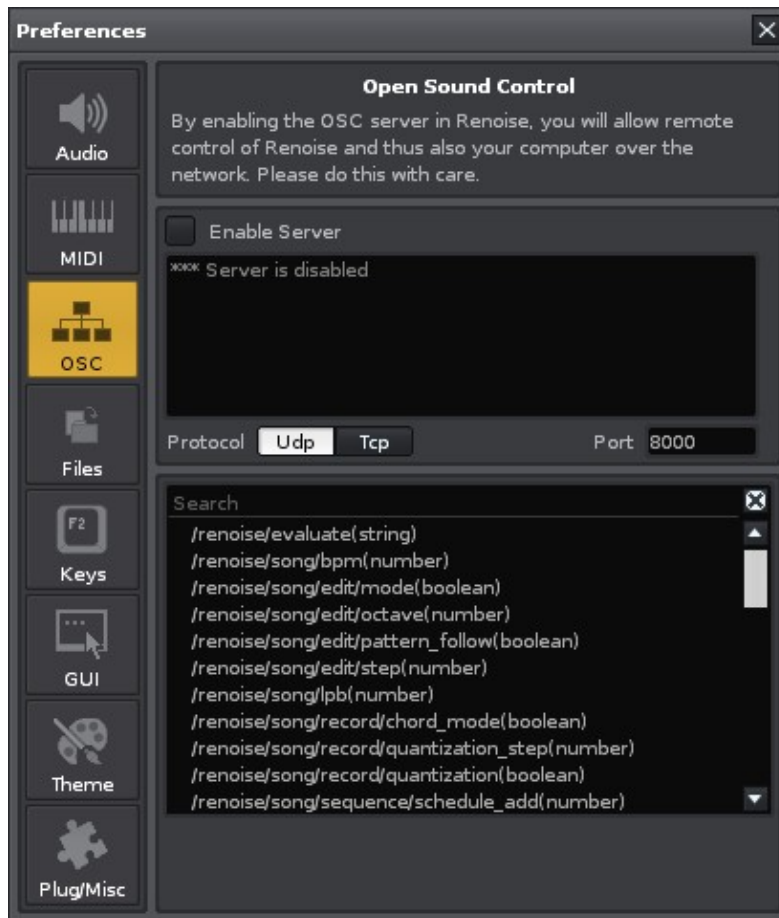 Preferences
Audio
MIDI
OSC
Files
F2
Keys
GUI
Theme
Plug/Misc
Open Sound Control
By enabling the OSC server in Renoise, you will allow remote
control of Renoise and thus also your computer over the
network. Please do this with care.
Enable Server
*** Server is disabled
Protocol Udp Tcp Port 8000
Search
/renoise/evaluate(string)
/renoise/song/bpm(number)
/renoise/song/edit/mode(boolean)
/renoise/song/edit/octave(number)
/renoise/song/edit/pattern_follow(boolean)
/renoise/song/edit/step(number)
/renoise/song/lpb(number)
/renoise/song/record/chord_mode(boolean)
/renoise/song/record/quantization_step(number)
/renoise/song/record/quantization(boolean)
/renoise/song/sequence/schedule_add(number)